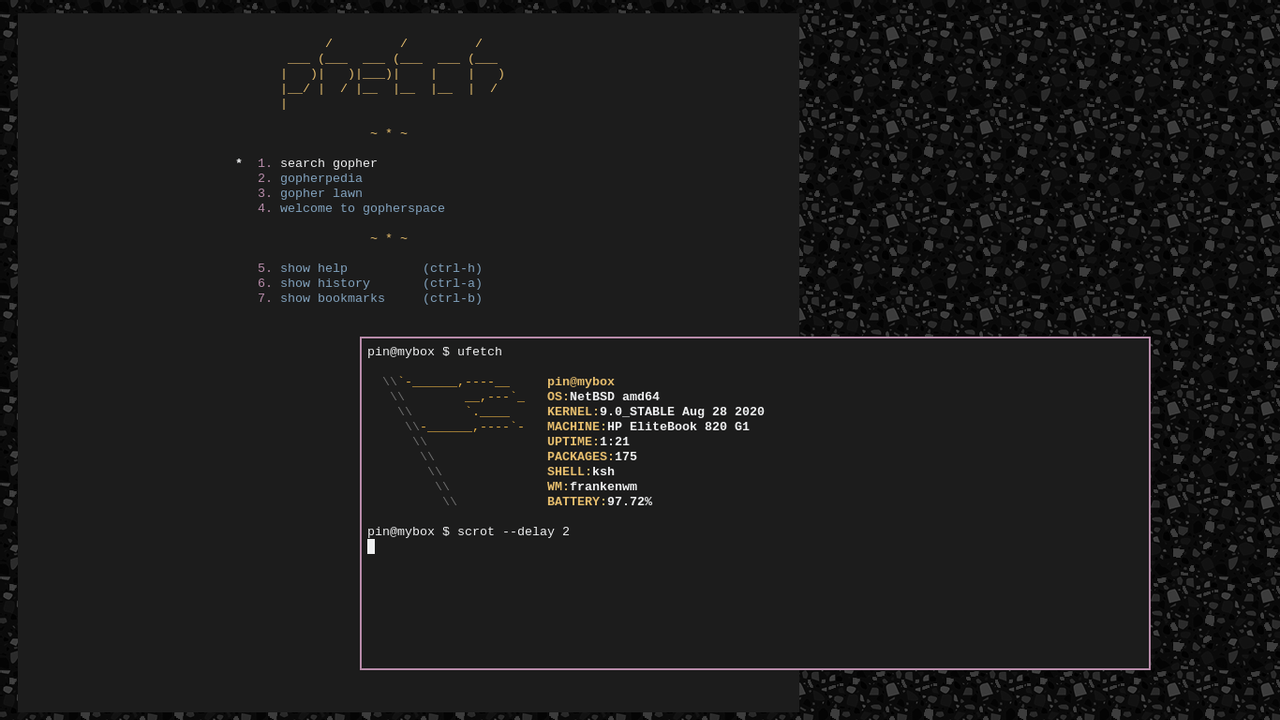 ~ * ~
* 1. search gopher
2. gopherpedia
3. gopher lawn
4. welcome to gopherspace
~ * ~
5. show help (ctrl-h)
6. show history (ctrl-a)
7. show bookmarks (ctrl-b)
pin@mybox $ ufetch
pin@mybox
OS:NetBSD amd64
KERNEL:9.0_STABLE Aug 28 2020
MACHINE:HP EliteBook 820 G1
UPTIME:1:21
PACKAGES:175
SHELL:ksh
WM:frankenwm
BATTERY:97.72%
pin@mybox $ scrot --delay 2